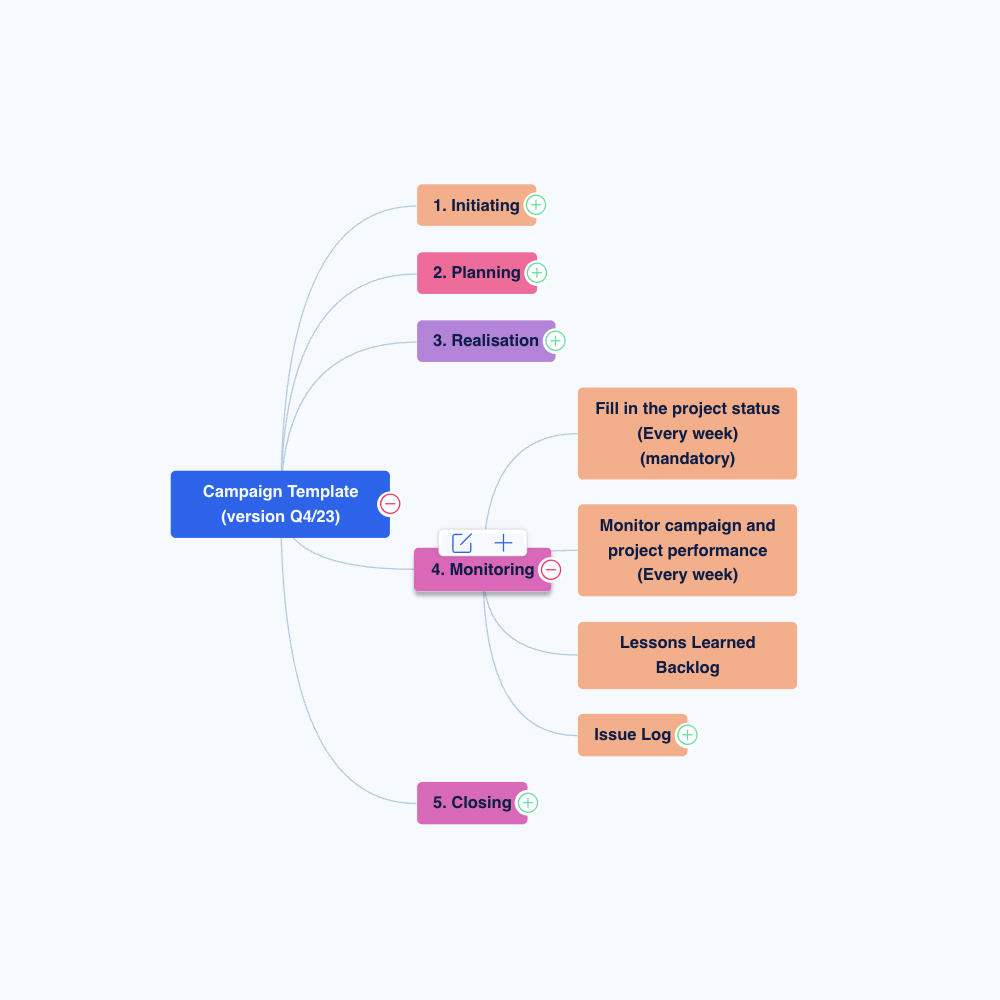 1. Initiating
2. Planning
3. Realisation
Fill in the project status
(Every week)
(mandatory)
Campaign Template
(version Q4/23)
Monitor campaign and
project performance
(Every week)
4. Monitoring
Lessons Learned
Backlog
Issue Log
5. Closing